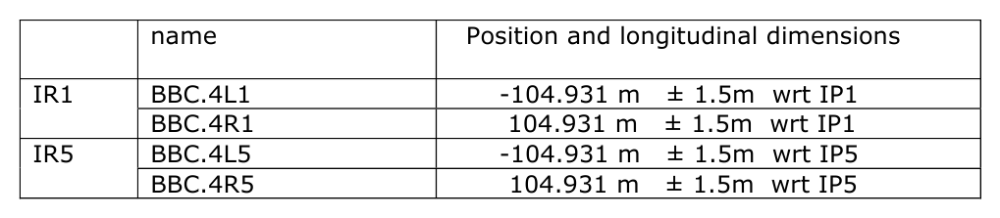 name Position and longitudinal dimensions
IR1 BBC.4L1 -104.931 m ± 1.5m wrt IP1
BBC.4R1 104.931 m ± 1.5m wrt IP1
IR5 BBC.4L5 -104.931 m ± 1.5m wrt IP5
BBC.4R5 104.931 m ± 1.5m wrt IP5